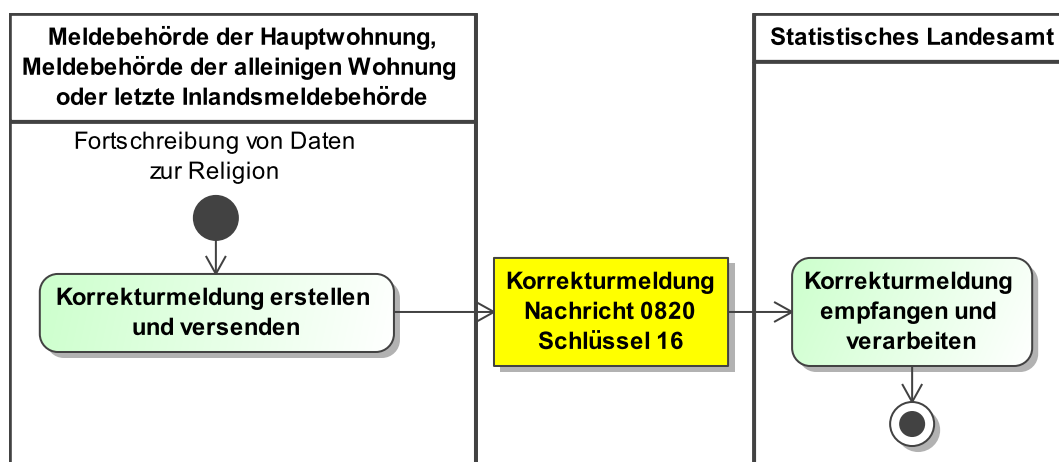 Meldebehörde der Hauptwohnung,
Meldebehörde der alleinigen Wohnung
oder letzte Inlandsmeldebehörde
Statistisches Landesamt
Fortschreibung von Daten
zur Religion
Korrekturmeldung erstellen
und versenden
Korrekturmeldung
Nachricht 0820
Schlüssel 16
Korrekturmeldung
empfangen und
verarbeiten